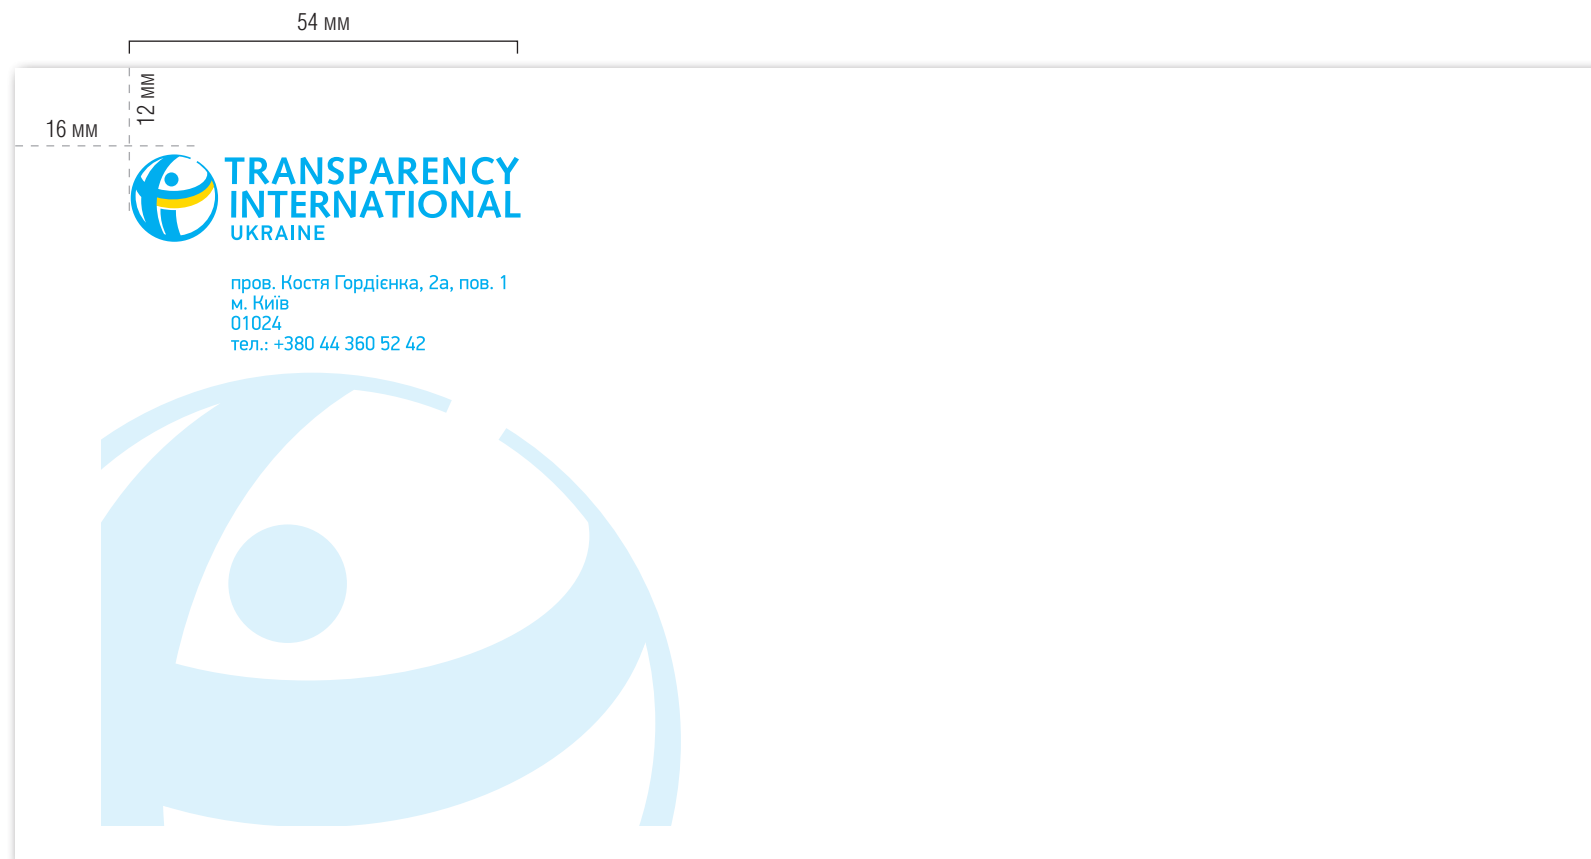 54 мм
12 мм
16 мм
TRANSPARENCY
INTERNATIONAL
UKRAINE
пров. Костя Гордієнка, 2а, пов. 1
м. Київ
01024
тел.: +380 44 360 52 42